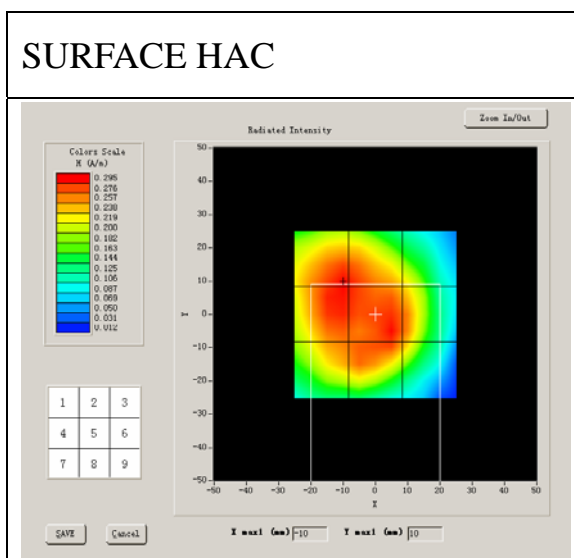 SURFACE HAC
Zoom In/Out
Radiated Intensity
Colors Scale
H (A/m)
0.295
0.276
0.257
0.238
0.219
0.200
0.182
0.163
0.144
0.125
0.106
0.087
0.069
0.050
0.031
0.012
50
40
30
20
10
0
-10
-20
-30
-40
-50
Y
-50 -40 -30 -20 -10 0 10 20 30 40 50
X
1 2 3
4 5 6
7 8 9
SAVE
Cancel
X max1 (mm) -10 Y max1 (mm) 10